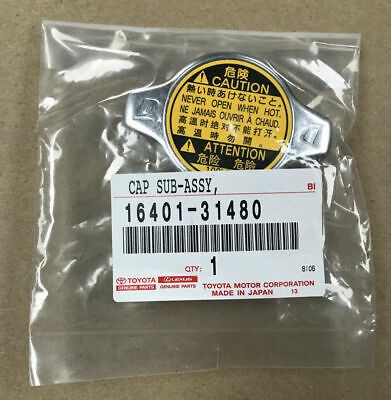 危険
CAUTION
熱い時あけないこと。
NEVER OPEN WHEN HOT.
NE JAMAIS OUVRIR À CHAUD.
高温时绝对不能打开。
高溫時勿開。
ATTENTION
危险 危險
CAP SUB-ASSY,
BI
16401-31480
QTY: 1
8106
TOYOTA
GENUINE PARTS
LEXUS
GENUINE PARTS
TOYOTA MOTOR CORPORATION
MADE IN JAPAN 13